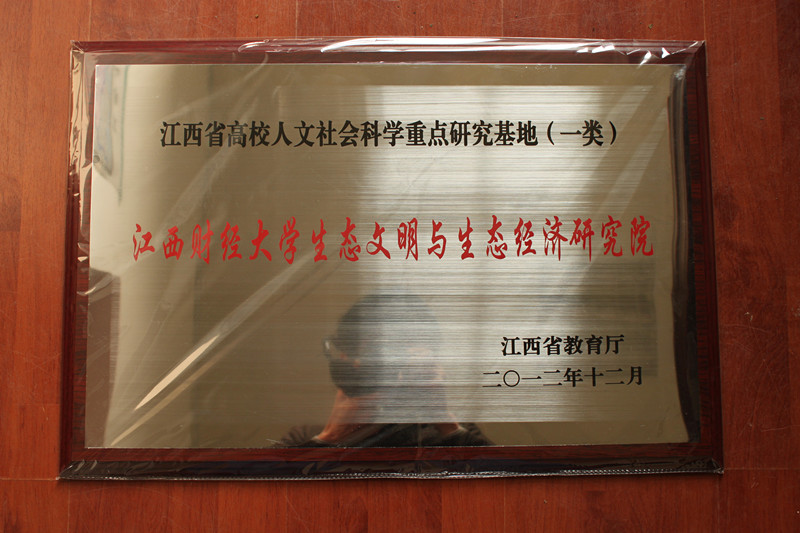 江西省高校人文社会科学重点研究基地（一类）
江西财经大学生态文明与生态经济研究院
江西省教育厅
二〇一二年十二月